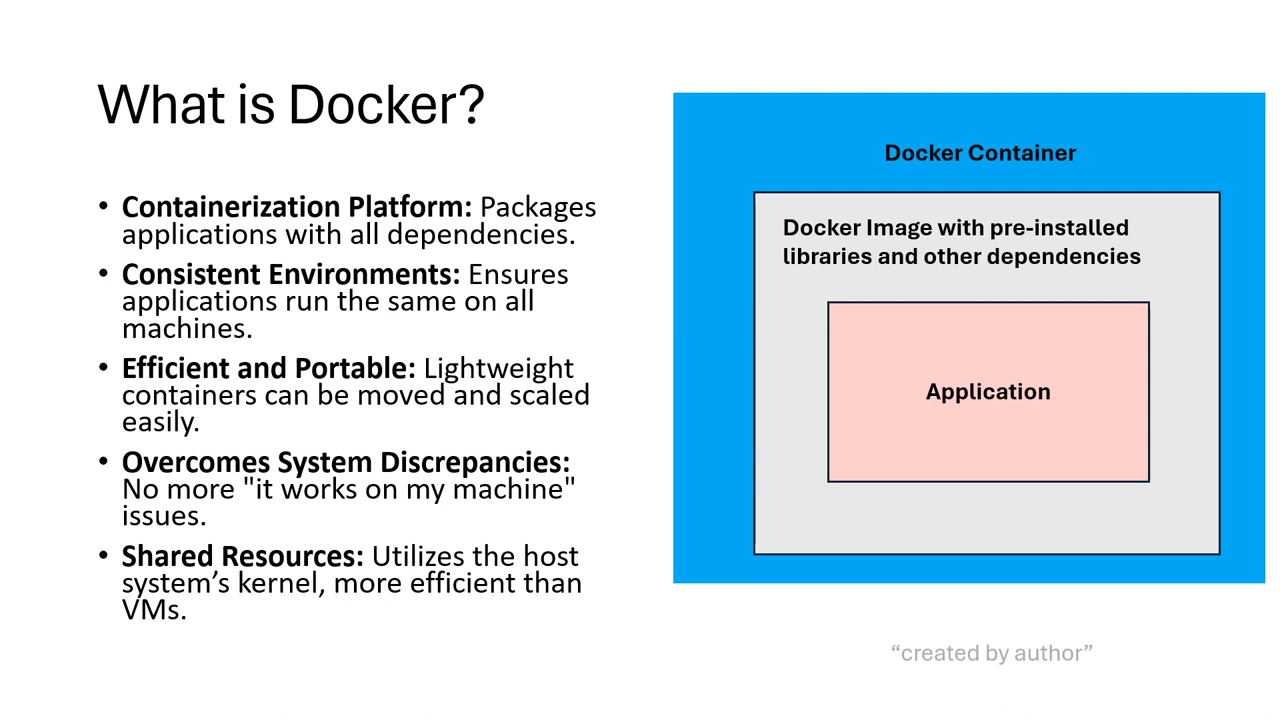 What is Docker?
• Containerization Platform: Packages
applications with all dependencies.
• Consistent Environments: Ensures
applications run the same on all
machines.
• Efficient and Portable: Lightweight
containers can be moved and scaled
easily.
• Overcomes System Discrepancies:
No more "it works on my machine"
issues.
• Shared Resources: Utilizes the host
system’s kernel, more efficient than
VMs.
Docker Container
Docker Image with pre-installed
libraries and other dependencies
Application
“created by author”